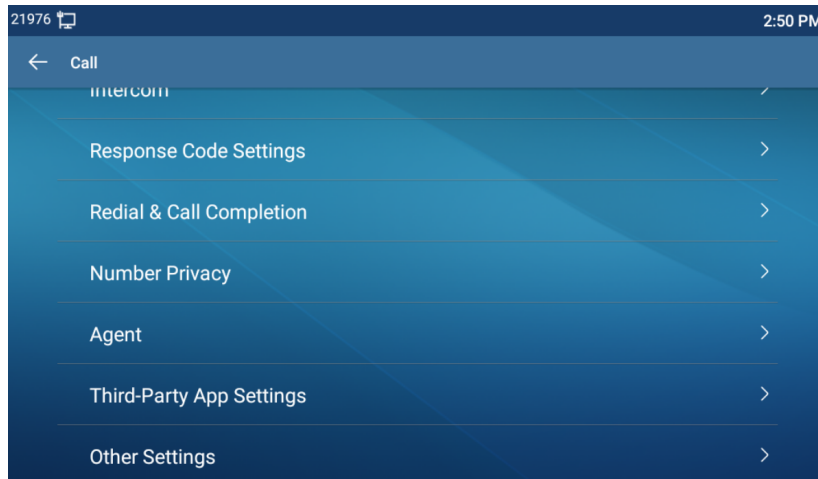 21976
2:50 PM
Call
Intercom
Response Code Settings
Redial & Call Completion
Number Privacy
Agent
Third-Party App Settings
Other Settings